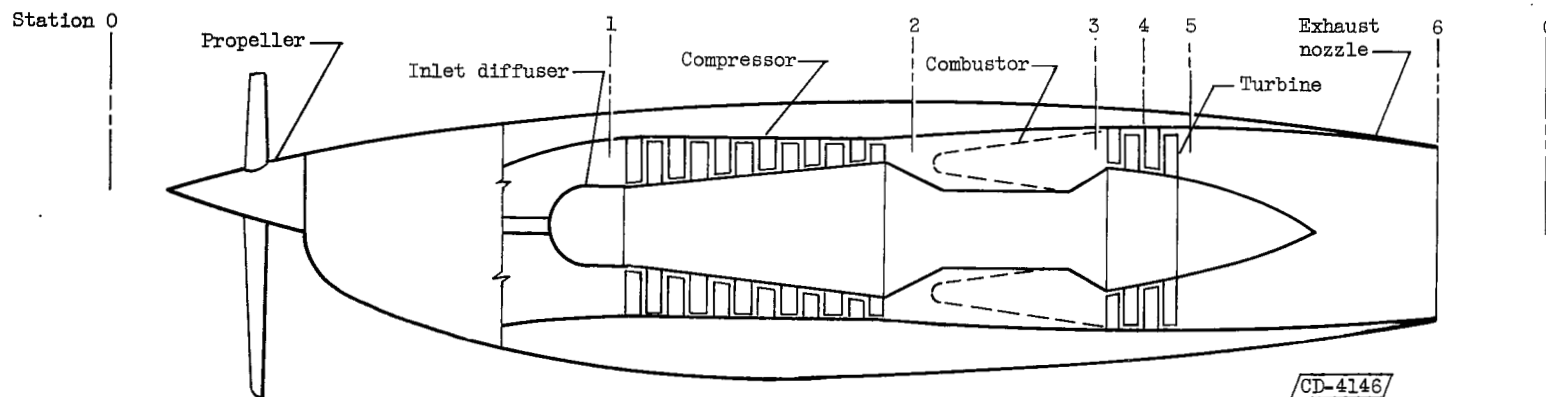 Station 0
1
2
3
4
5
6
Propeller
Inlet diffuser
Compressor
Combustor
Exhaust
nozzle
Turbine
CD-4146